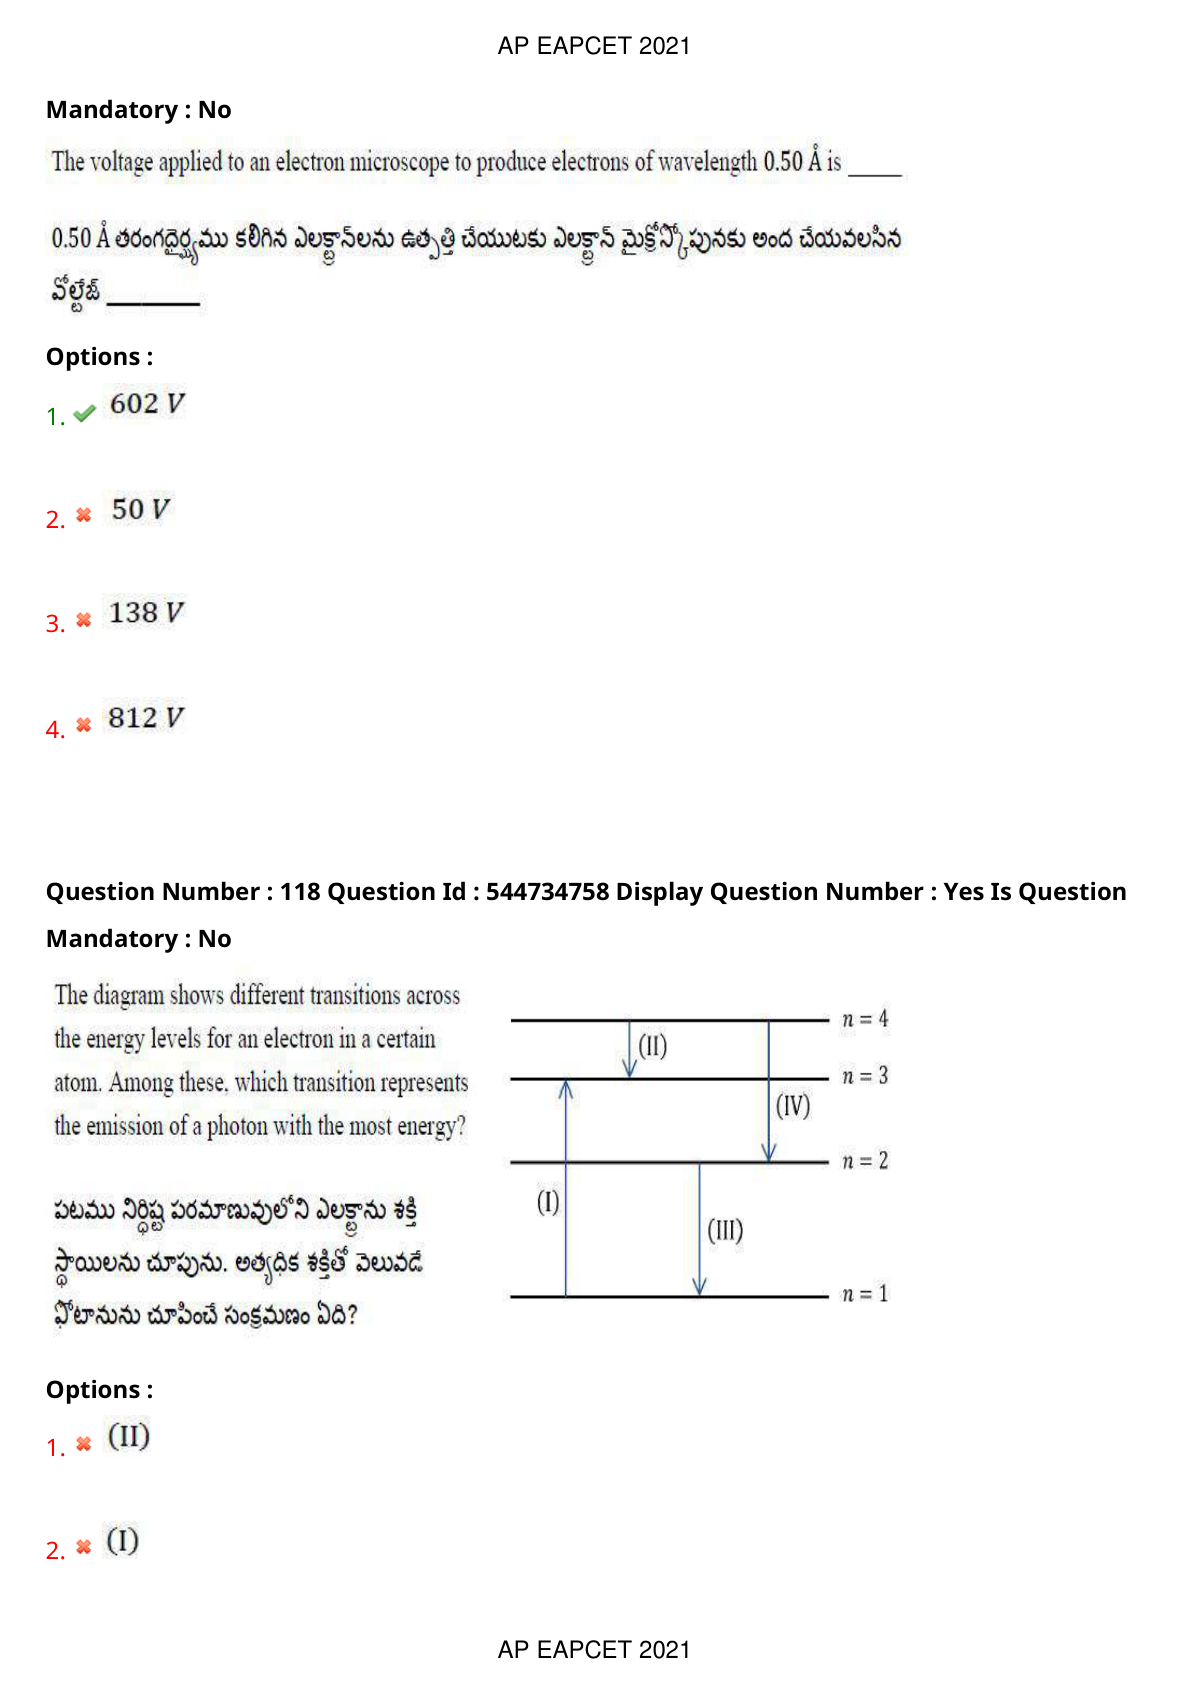 AP EAPCET 2021
Mandatory : No
The voltage applied to an electron microscope to produce electrons of wavelength 0.50 Å is _____
0.50 Å తరంగదైర్ఘ్యము కలిగిన ఎలక్ట్రాన్‌లను ఉత్పత్తి చేయుటకు ఎలక్ట్రాన్ మైక్రోస్కోపునకు అంద చేయవలసిన
వోల్టేజ్ _______
Options :
1. 602 V
2. 50 V
3. 138 V
4. 812 V
Question Number : 118 Question Id : 544734758 Display Question Number : Yes Is Question
Mandatory : No
The diagram shows different transitions across
the energy levels for an electron in a certain
atom. Among these, which transition represents
the emission of a photon with the most energy?
పటము నిర్ధిష్ట పరమాణువులోని ఎలక్ట్రాను శక్తి
స్థాయిలను చూపును. అత్యధిక శక్తితో వెలువడే
ఫోటానును చూపించే సంక్రమణం ఏది?
n = 4
(II)
n = 3
(IV)
n = 2
(I)
(III)
n = 1
Options :
1. (II)
2. (I)
AP EAPCET 2021